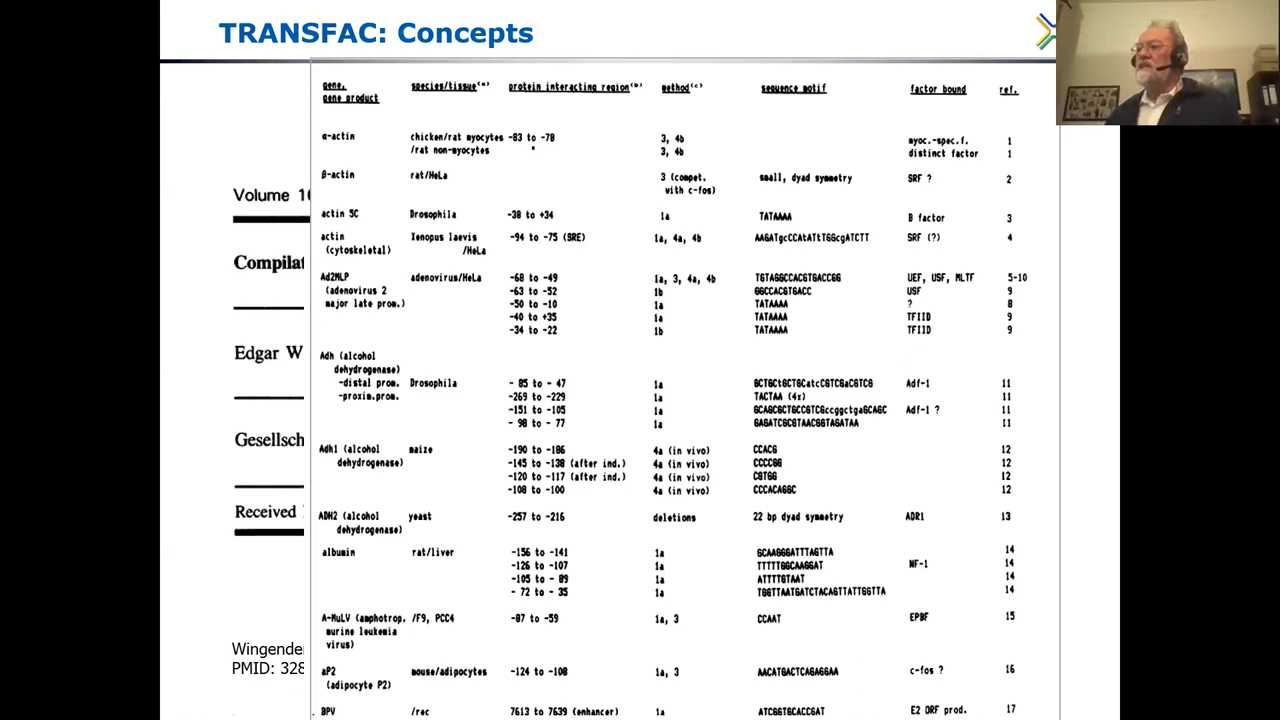 TRANSFAC: Concepts
Volume 1
Compilat
Edgar W
Gesellsch
Received
Wingender
PMID: 328
gene, gene product species/tissue(a) protein interacting region(b) method(c) sequence motif factor bound ref.
α-actin chicken/rat myocytes -83 to -78 3, 4b myoc.-spec.f. 1
/rat non-myocytes " 3, 4b distinct factor 1
β-actin rat/HeLa 3 (compet. small, dyad symmetry SRF ? 2
with c-fos)
actin 5C Drosophila -38 to +34 1a TATAAAA B factor 3
actin Xenopus laevis -94 to -75 (SRE) 1a, 4a, 4b AAGATgcCCAtAtTTGGcgATCTT SRF (?) 4
(cytoskeletal) /HeLa
Ad2MLP adenovirus/HeLa -68 to -49 1a, 3, 4a, 4b TGTAGGCCACGTGACCGG UEF, USF, MLTF 5-10
(adenovirus 2 -63 to -52 1b GGCCACGTGACC USF 9
major late prom.) -50 to -10 1a TATAAAA ? 8
-40 to +35 1a TATAAAA TFIID 9
-34 to -22 1b TATAAAA TFIID 9
Adh (alcohol
dehydrogenase)
-distal prom. Drosophila - 85 to - 47 1a GCTGCtGCTGCatcCGTCGaCGTCG Adf-1 11
-proxim.prom. -269 to -229 1a TACTAA (4x) 11
-151 to -105 1a GCAGCGCTGCCGTCGccggctgaGCAGC Adf-1 ? 11
- 98 to - 77 1a GAGATCGCGTAACGGTAGATAA 11
Adh1 (alcohol maize -190 to -186 4a (in vivo) CCACG 12
dehydrogenase) -145 to -138 (after ind.) 4a (in vivo) CCCCGG 12
-120 to -117 (after ind.) 4a (in vivo) CGTGG 12
-108 to -100 4a (in vivo) CCCACAGGC 12
ADH2 (alcohol yeast -257 to -216 deletions 22 bp dyad symmetry ADR1 13
dehydrogenase)
albumin rat/liver -156 to -141 1a GCAAGGGATTTAGTTA 14
-126 to -107 1a TTTTTGGCAAGGAT NF-1 14
-105 to - 89 1a ATTTTGTAAT 14
- 72 to - 35 1a TGGTTAATGATCTACAGTTATTGGTTA 14
A-MuLV (amphotrop. /F9, PCC4 -87 to -59 1a, 3 CCAAT EPBF 15
murine leukemia
virus)
aP2 mouse/adipocytes -124 to -108 1a, 3 AACATGACTCAGAGGAA c-fos ? 16
(adipocyte P2)
BPV /rec 7613 to 7639 (enhancer) 1a ATCGGTGCACCGAT E2 ORF prod. 17